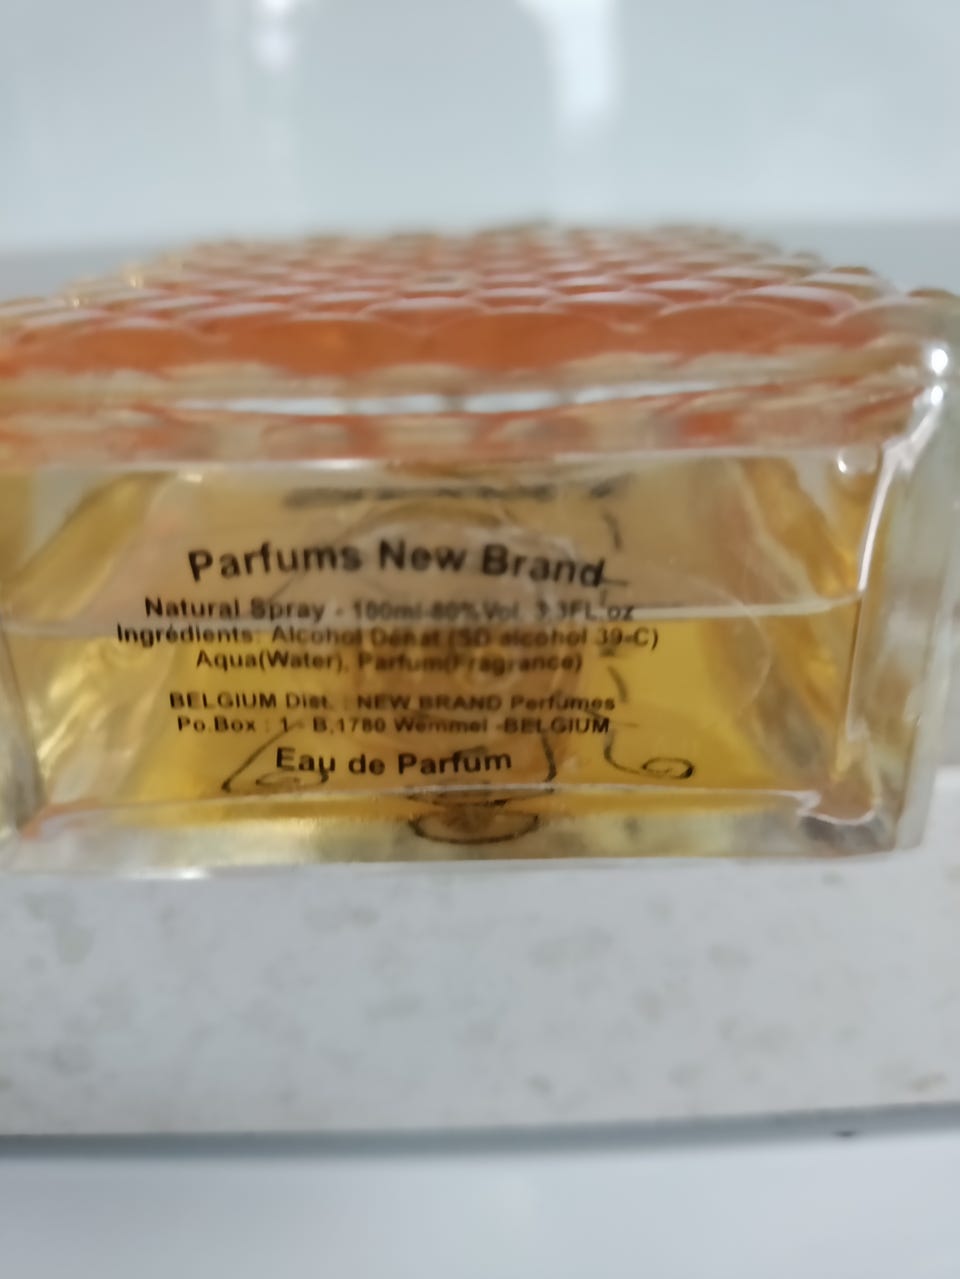 Parfums New Brand
Natural Spray - 100ml-80%Vol. 3.3FL.oz
Ingrédients: Alcohol Denat (SD alcohol 39-C)
Aqua(Water), Parfum(Fragrance)
BELGIUM Dist. : NEW BRAND Perfumes
Po.Box : 1 - B,1780 Wemmel -BELGIUM
Eau de Parfum